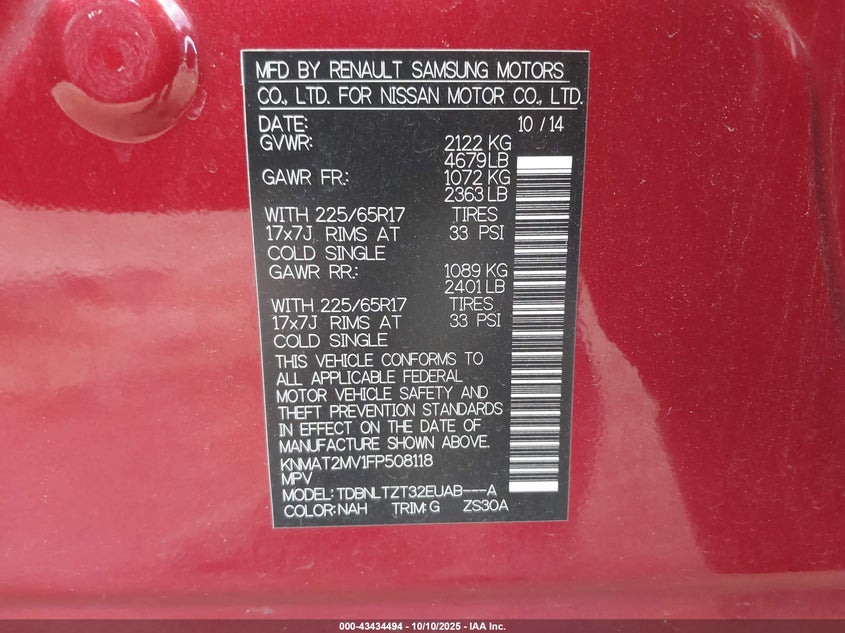 MFD BY RENAULT SAMSUNG MOTORS
CO., LTD. FOR NISSAN MOTOR CO., LTD.
DATE: 10 / 14
GVWR: 2122 KG
4679 LB
GAWR FR.: 1072 KG
2363 LB
WITH 225/65R17 TIRES
17x7J RIMS AT 33 PSI
COLD SINGLE
GAWR RR.: 1089 KG
2401 LB
WITH 225/65R17 TIRES
17x7J RIMS AT 33 PSI
COLD SINGLE
THIS VEHICLE CONFORMS TO
ALL APPLICABLE FEDERAL
MOTOR VEHICLE SAFETY AND
THEFT PREVENTION STANDARDS
IN EFFECT ON THE DATE OF
MANUFACTURE SHOWN ABOVE.
KNMAT2MV1FP508118
MPV
MODEL: TDBNLTZT32EUAB---A
COLOR: NAH TRIM: G ZS30A
000-43434494 - 10/10/2025 - IAA Inc.